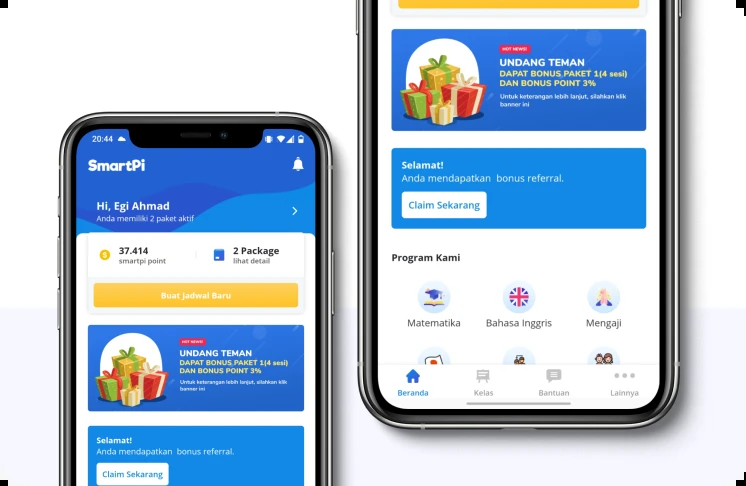 20:44
SmartPi
Hi, Egi Ahmad
Anda memiliki 2 paket aktif
37.414
smartpi point
2 Package
lihat detail
Buat Jadwal Baru
HOT NEWS!
UNDANG TEMAN
DAPAT BONUS PAKET 1(4 sesi)
DAN BONUS POINT 3%
Untuk keterangan lebih lanjut, silahkan klik
banner ini
Selamat!
Anda mendapatkan bonus referral.
Claim Sekarang
HOT NEWS!
UNDANG TEMAN
DAPAT BONUS PAKET 1(4 sesi)
DAN BONUS POINT 3%
Untuk keterangan lebih lanjut, silahkan klik
banner ini
Selamat!
Anda mendapatkan bonus referral.
Claim Sekarang
Program Kami
Matematika
Bahasa Inggris
Mengaji
Beranda
Kelas
Bantuan
Lainnya